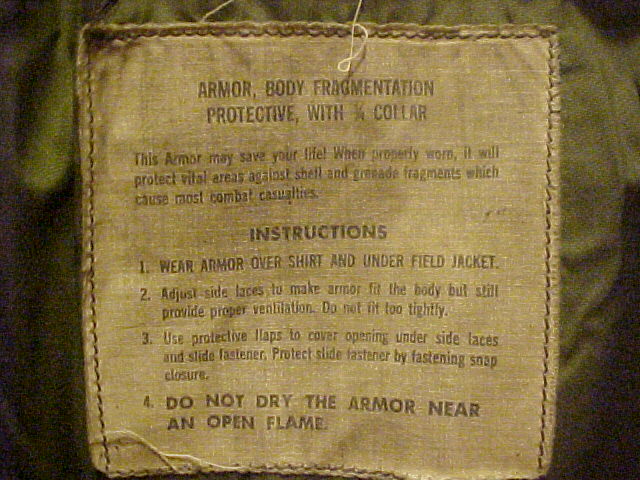 ARMOR, BODY FRAGMENTATION
PROTECTIVE, WITH ¾ COLLAR
This Armor may save your life! When properly worn, it will
protect vital areas against shell and grenade fragments which
cause most combat casualties.
INSTRUCTIONS
1. WEAR ARMOR OVER SHIRT AND UNDER FIELD JACKET.
2. Adjust side laces to make armor fit the body but still
provide proper ventilation. Do not fit too tightly.
3. Use protective flaps to cover opening under side laces
and slide fastener. Protect slide fastener by fastening snap
closure.
4. DO NOT DRY THE ARMOR NEAR
AN OPEN FLAME.